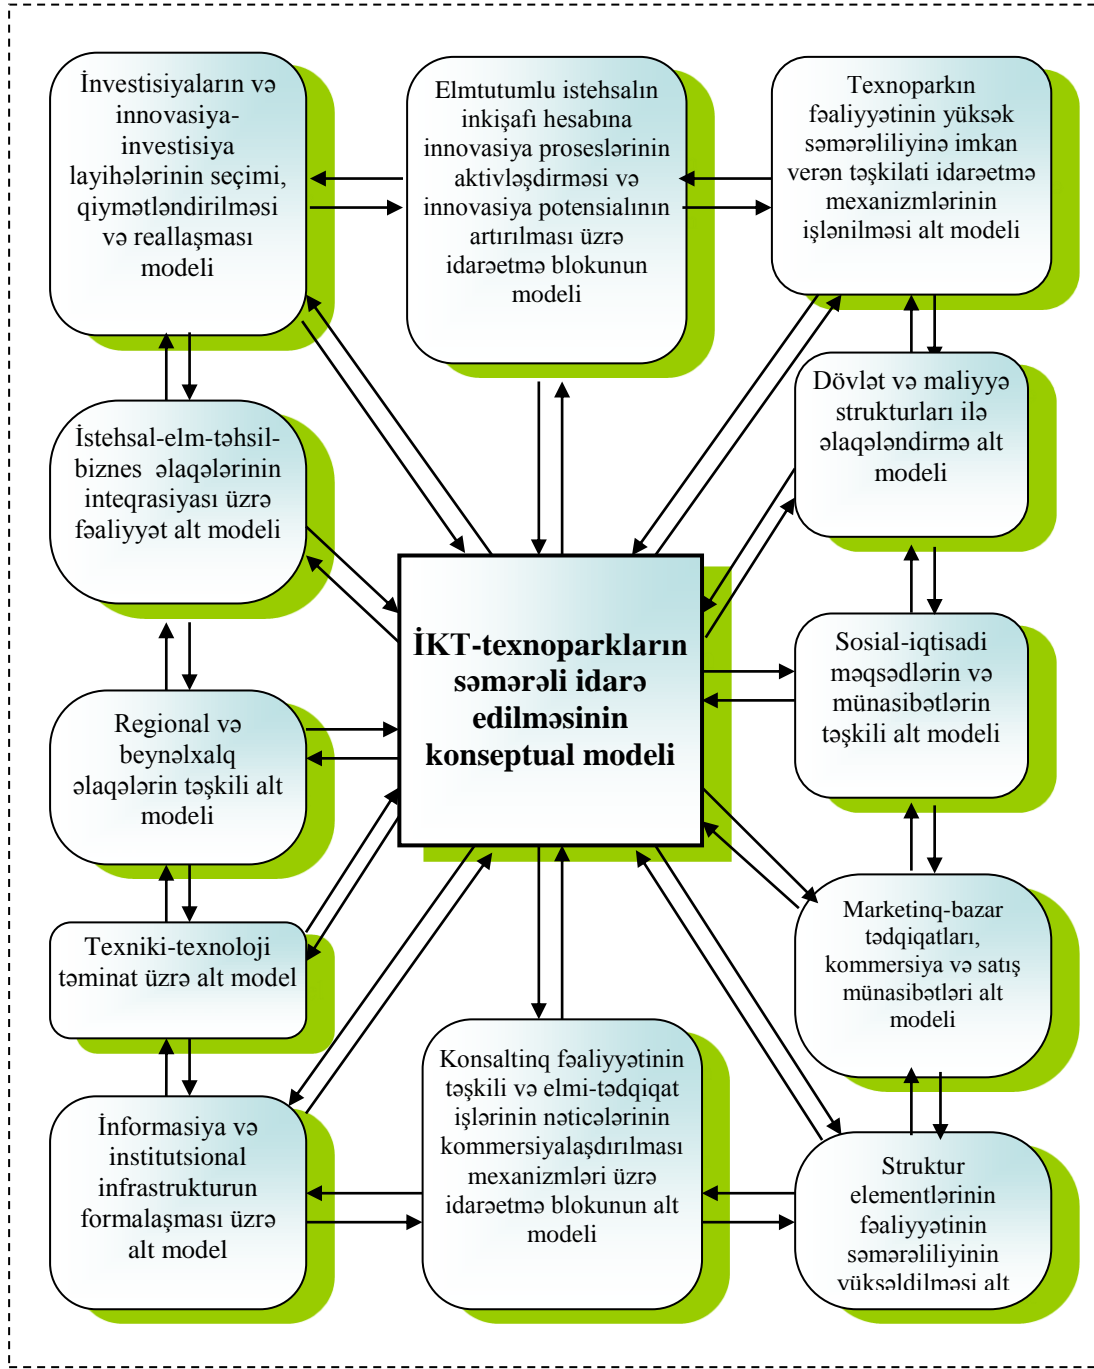 İnvestisiyaların və
innovasiya-
investisiya
layihələrinin seçimi,
qiymətləndirilməsi
və reallaşması
modeli
Elmtutumlu istehsalın
inkişafı hesabına
innovasiya proseslərinin
aktivləşdirməsi və
innovasiya potensialının
artırılması üzrə
idarəetmə blokunun
modeli
Texnoparkın
fəaliyyətinin yüksək
səmərəliliyinə imkan
verən təşkilati idarəetmə
mexanizmlərinin
işlənilməsi alt modeli
İstehsal-elm-təhsil-
biznes əlaqələrinin
inteqrasiyası üzrə
fəaliyyət alt modeli
Dövlət və maliyyə
strukturları ilə
əlaqələndirmə alt
modeli
İKT-texnoparkların
səmərəli idarə
edilməsinin
konseptual modeli
Sosial-iqtisadi
məqsədlərin və
münasibətlərin
təşkili alt modeli
Regional və
beynəlxalq
əlaqələrin təşkili alt
modeli
Marketinq-bazar
tədqiqatları,
kommersiya və satış
münasibətləri alt
modeli
Texniki-texnoloji
təminat üzrə alt model
İnformasiya və
institutsional
infrastrukturun
formalaşması üzrə
alt model
Konsaltinq fəaliyyətinin
təşkili və elmi-tədqiqat
işlərinin nəticələrinin
kommersiyalaşdırılması
mexanizmləri üzrə
idarəetmə blokunun alt
modeli
Struktur
elementlərinin
fəaliyyətinin
səmərəliliyinin
yüksəldilməsi alt